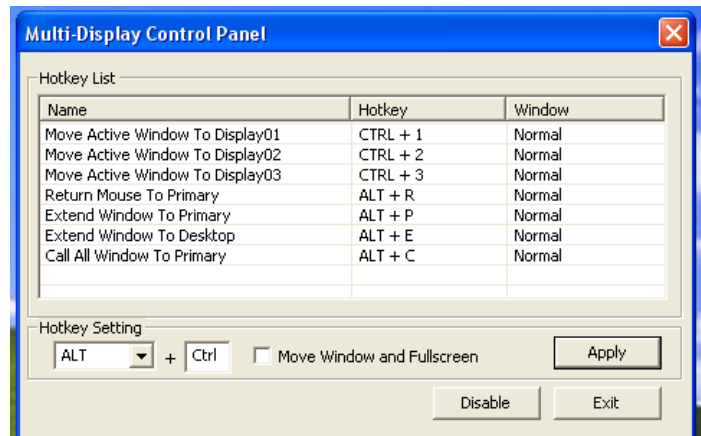 Multi-Display Control Panel
Hotkey List
Name Hotkey Window
Move Active Window To Display01 CTRL + 1 Normal
Move Active Window To Display02 CTRL + 2 Normal
Move Active Window To Display03 CTRL + 3 Normal
Return Mouse To Primary ALT + R Normal
Extend Window To Primary ALT + P Normal
Extend Window To Desktop ALT + E Normal
Call All Window To Primary ALT + C Normal
Hotkey Setting
ALT + Ctrl Move Window and Fullscreen Apply
Disable Exit